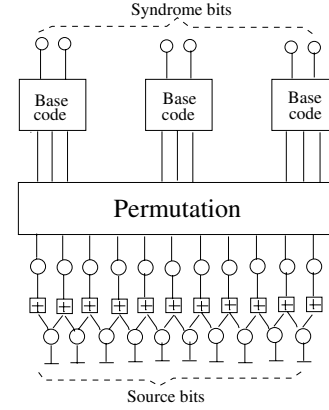 Syndrome bits
Base
code
Base
code
Base
code
Permutation
+ + + + + + + + + + +
Source bits